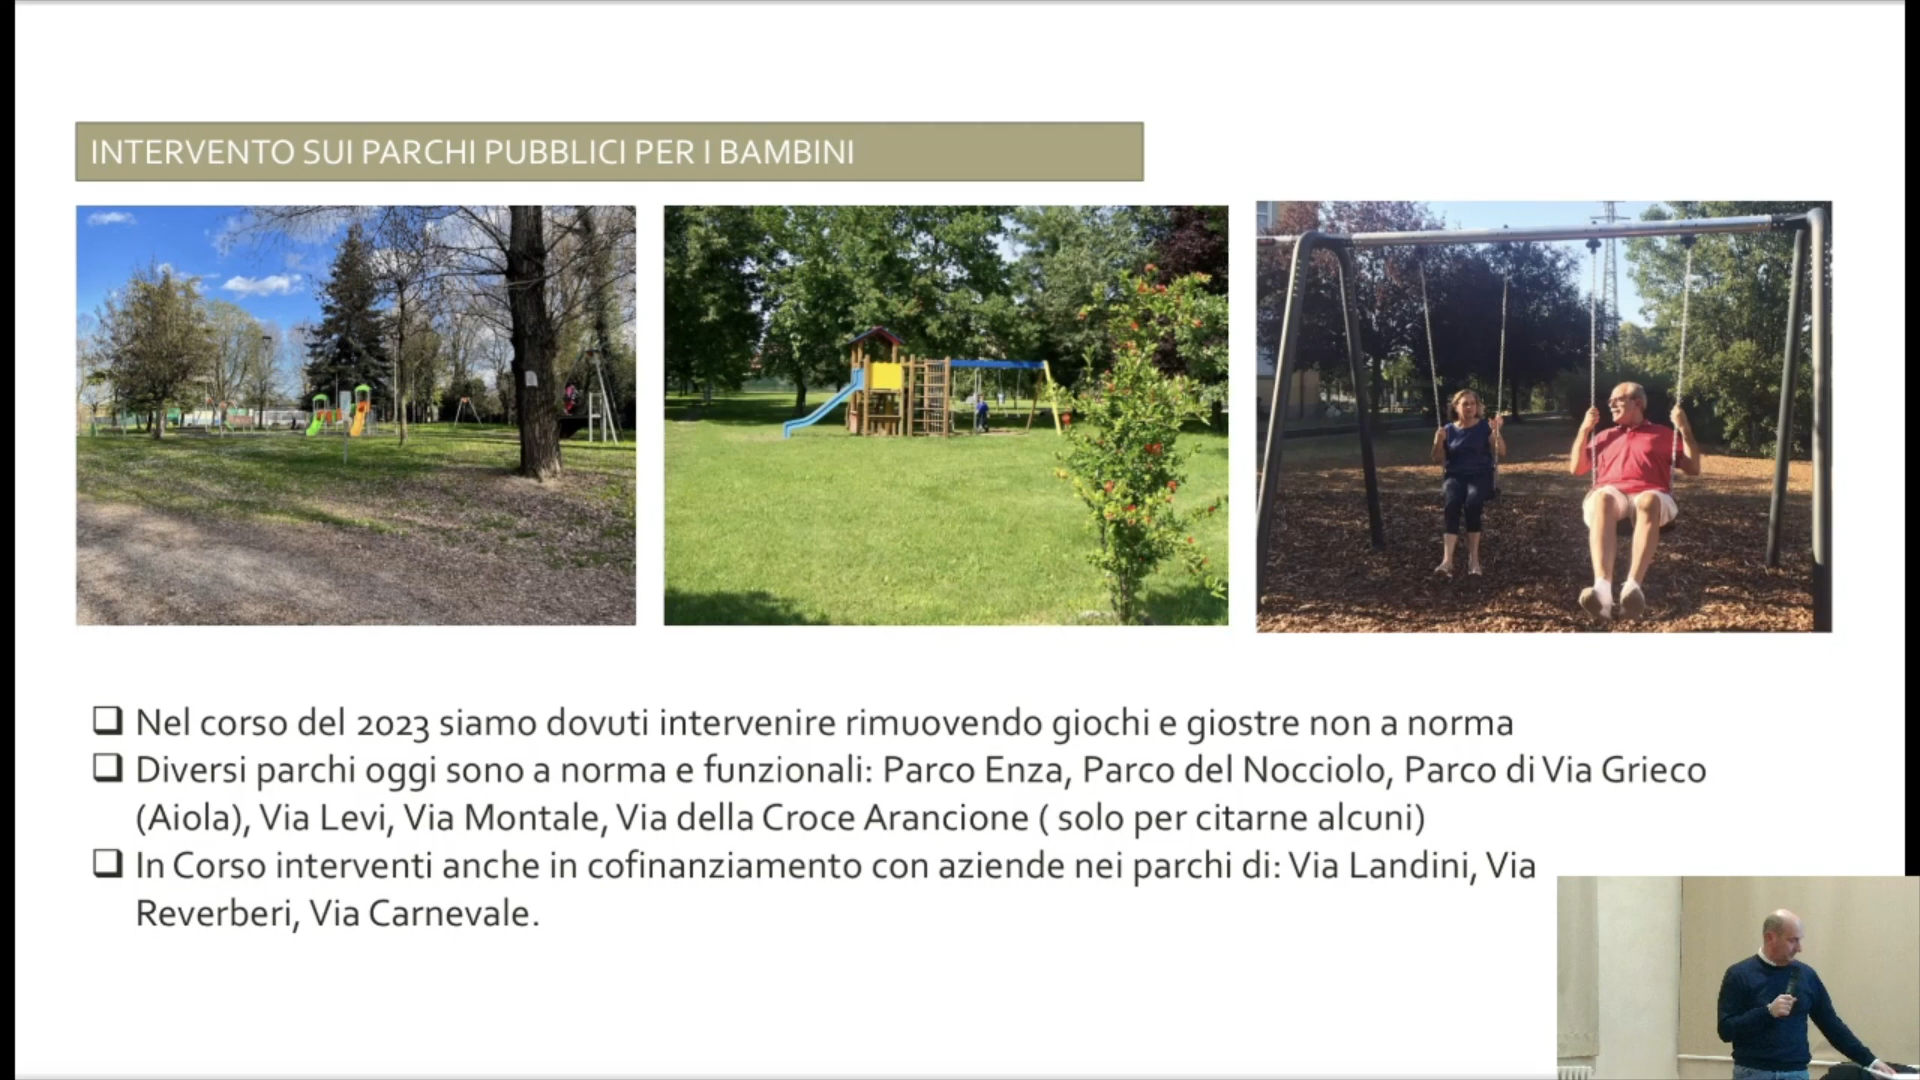 INTERVENTO SUI PARCHI PUBBLICI PER I BAMBINI
Nel corso del 2023 siamo dovuti intervenire rimuovendo giochi e giostre non a norma
Diversi parchi oggi sono a norma e funzionali: Parco Enza, Parco del Nocciolo, Parco di Via Grieco
(Aiola), Via Levi, Via Montale, Via della Croce Arancione ( solo per citarne alcuni)
In Corso interventi anche in cofinanziamento con aziende nei parchi di: Via Landini, Via
Reverberi, Via Carnevale.